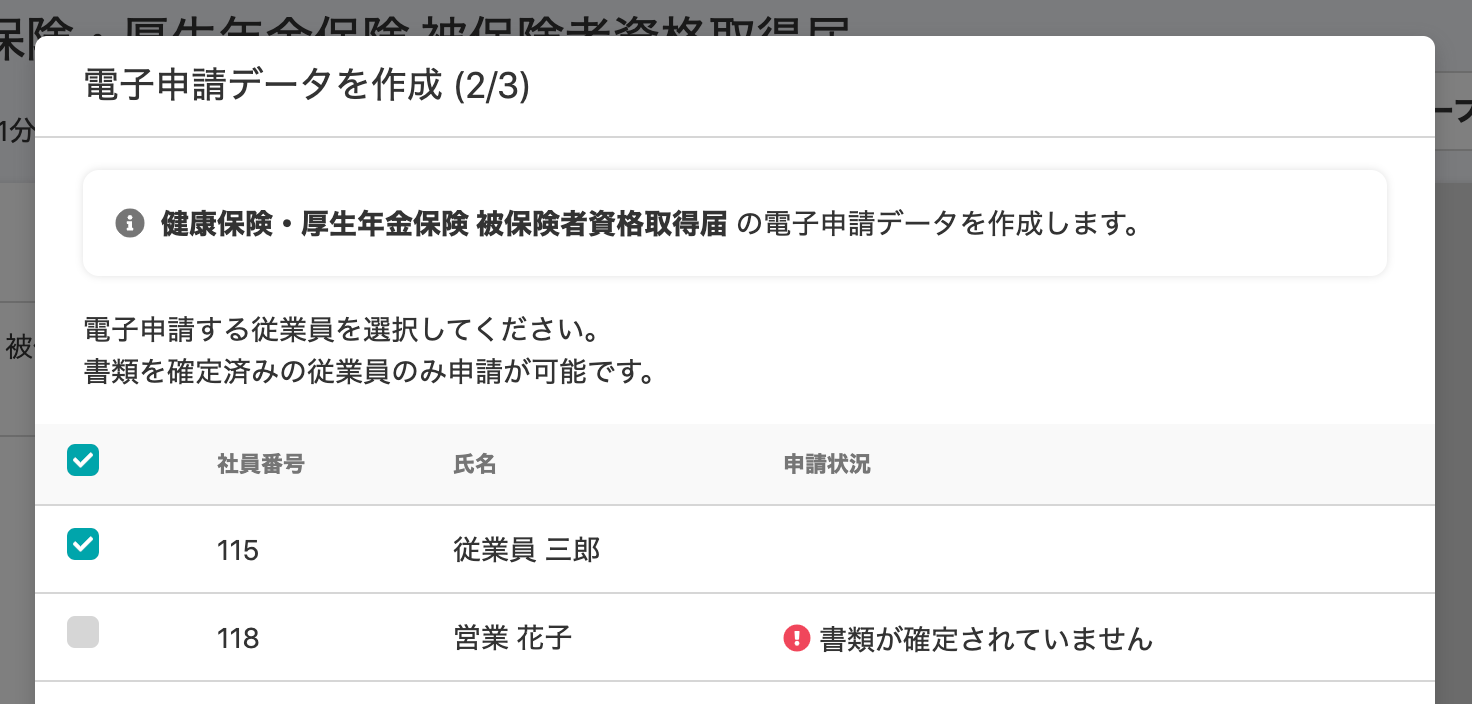 保険・厚生年金保険 被保険者資格取得届
電子申請データを作成 (2/3)
1分
ープ
健康保険・厚生年金保険 被保険者資格取得届 の電子申請データを作成します。
電子申請する従業員を選択してください。
被
書類を確定済みの従業員のみ申請が可能です。
社員番号 氏名 申請状況
115 従業員 三郎
118 営業 花子 書類が確定されていません